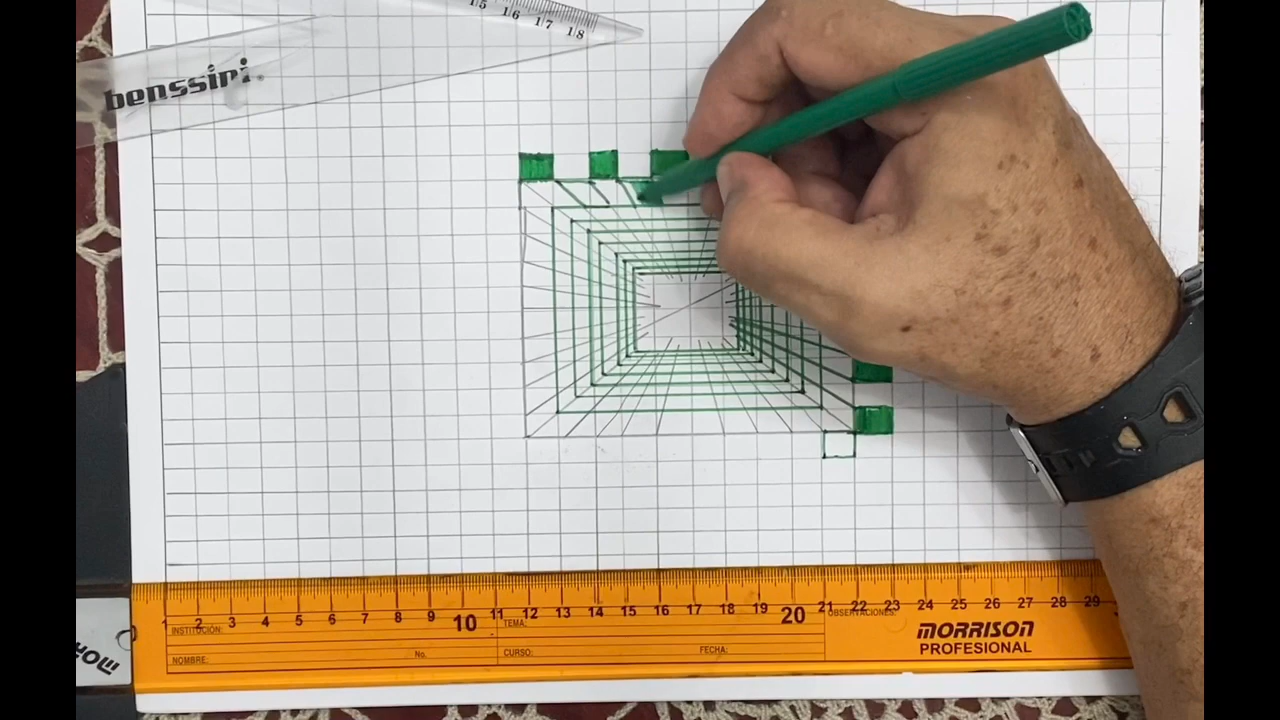 15 16 17 18
benssini.
1 2 3 4 5 6 7 8 9 10 11 12 13 14 15 16 17 18 19 20 21 22 23 24 25 26 27 28 29
INSTITUCIÓN: TEMA: OBSERVACIONES:
NOMBRE: No. CURSO: FECHA:
MORRISON
PROFESIONAL
0